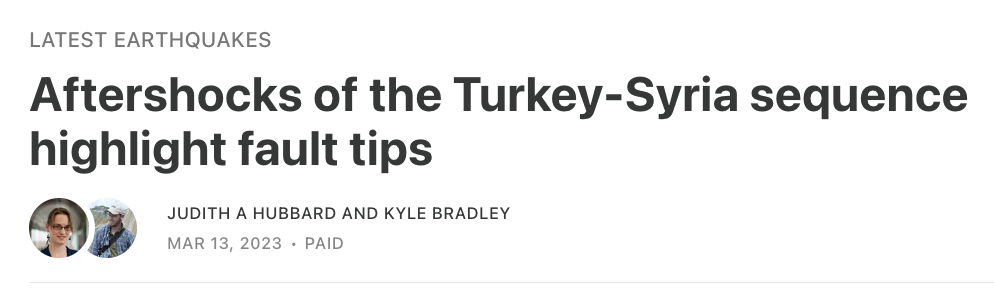 LATEST EARTHQUAKES
Aftershocks of the Turkey-Syria sequence
highlight fault tips
JUDITH A HUBBARD AND KYLE BRADLEY
MAR 13, 2023 · PAID